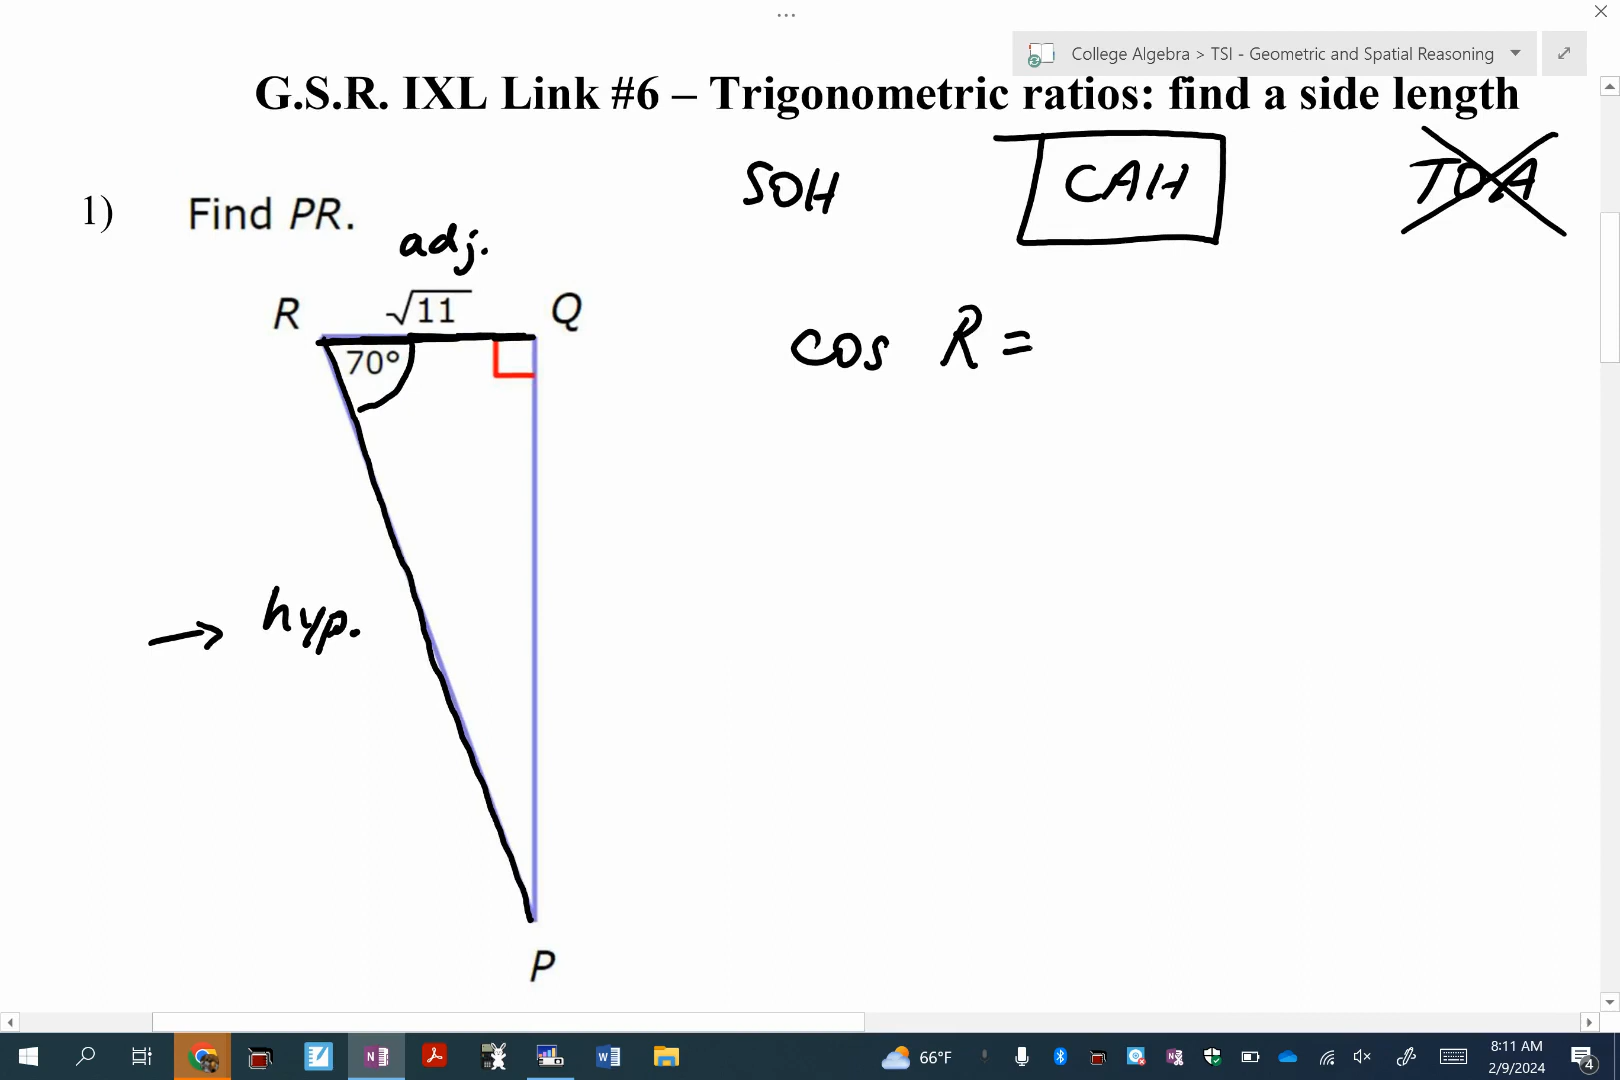 ...
College Algebra > TSI - Geometric and Spatial Reasoning
G.S.R. IXL Link #6 – Trigonometric ratios: find a side length
SOH CAH TOA
1) Find PR.
adj.
R √11 Q
cos R =
70°
→ hyp.
P
66°F
8:11 AM
2/9/2024
4